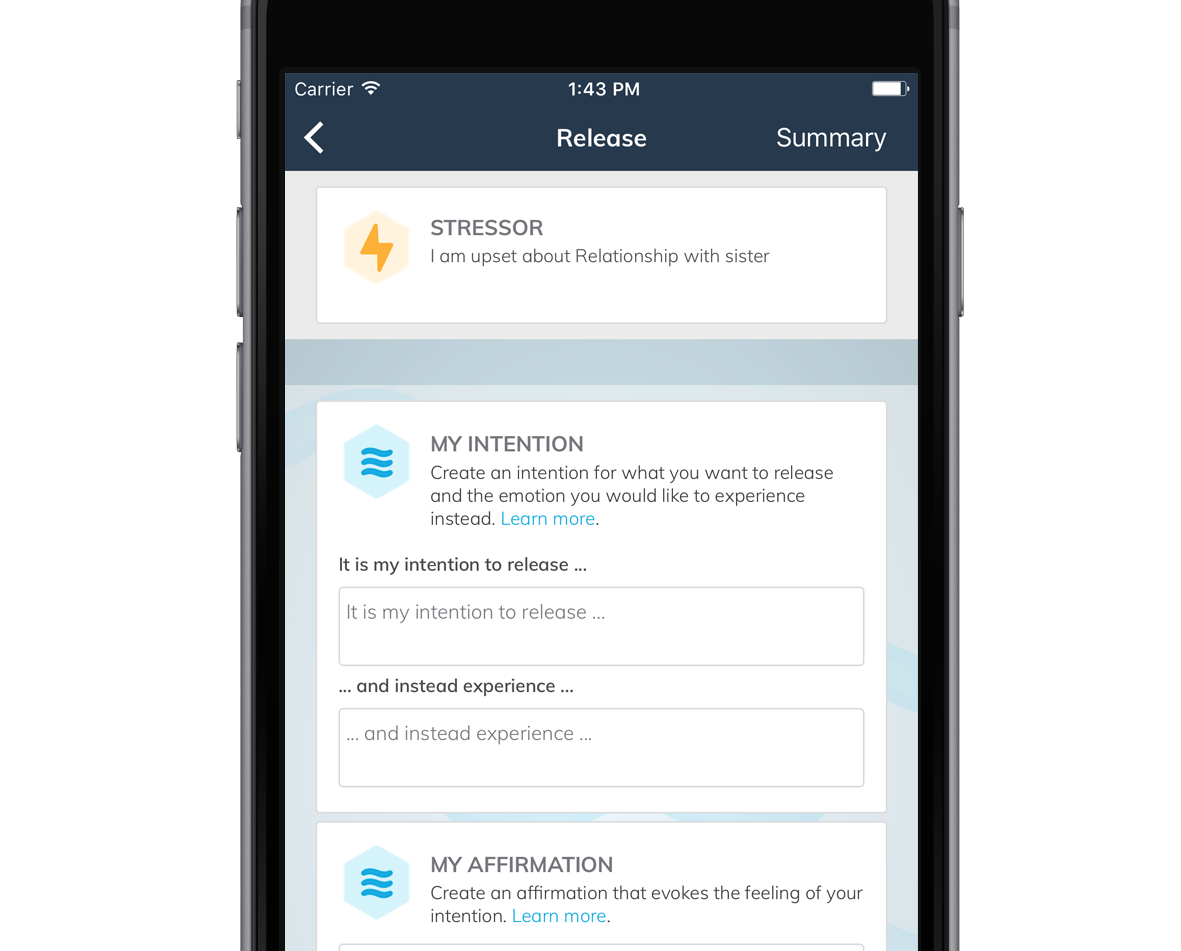 Carrier 1:43 PM
Release Summary
STRESSOR
I am upset about Relationship with sister
MY INTENTION
Create an intention for what you want to release
and the emotion you would like to experience
instead. Learn more.
It is my intention to release ...
It is my intention to release ...
... and instead experience ...
... and instead experience ...
MY AFFIRMATION
Create an affirmation that evokes the feeling of your
intention. Learn more.